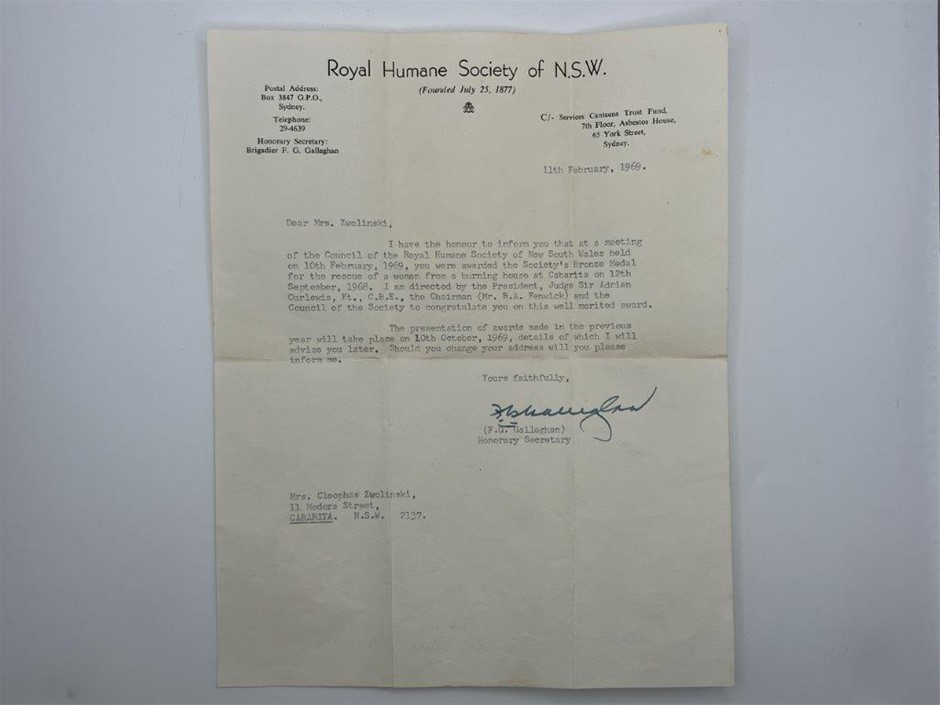 Royal Humane Society of N.S.W.
(Founded July 25, 1877)
Postal Address:
Box 3847 G.P.O.,
Sydney.
Telephone:
29-4639
Honorary Secretary:
Brigadier F. G. Galleghan
C/- Services Canteens Trust Fund,
7th Floor, Asbestos House,
65 York Street,
Sydney.
11th February, 1969.
Dear Mrs. Zwolinski,
I have the honour to inform you that at a meeting
of the Council of the Royal Humane Society of New South Wales held
on 10th February, 1969, you were awarded the Society's Bronze Medal
for the rescue of a woman from a burning house at Cabarita on 12th
September, 1968. I am directed by the President, Judge Sir Adrian
Curlewis, Kt., C.B.E., the Chairman (Mr. R.A. Fenwick) and the
Council of the Society to congratulate you on this well merited award.
The presentation of awards made in the previous
year will take place on 10th October, 1969, details of which I will
advise you later. Should you change your address will you please
inform me.
Yours faithfully,
(F.G. Gallaghan)
Honorary Secretary
Mrs. Cleophas Zwolinski,
11 Medora Street,
CABARITA. N.S.W. 2137.